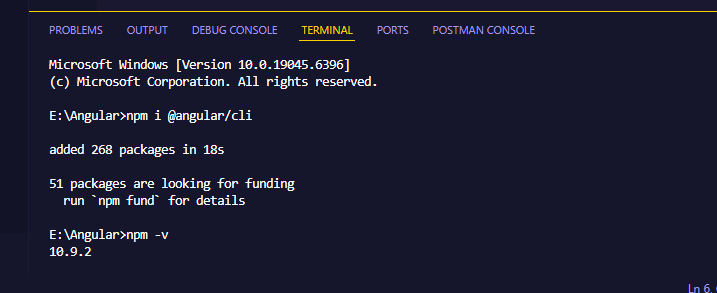 PROBLEMS OUTPUT DEBUG CONSOLE TERMINAL PORTS POSTMAN CONSOLE
Microsoft Windows [Version 10.0.19045.6396]
(c) Microsoft Corporation. All rights reserved.
E:\Angular>npm i @angular/cli
added 268 packages in 18s
51 packages are looking for funding
  run `npm fund` for details
E:\Angular>npm -v
10.9.2
Ln 6,